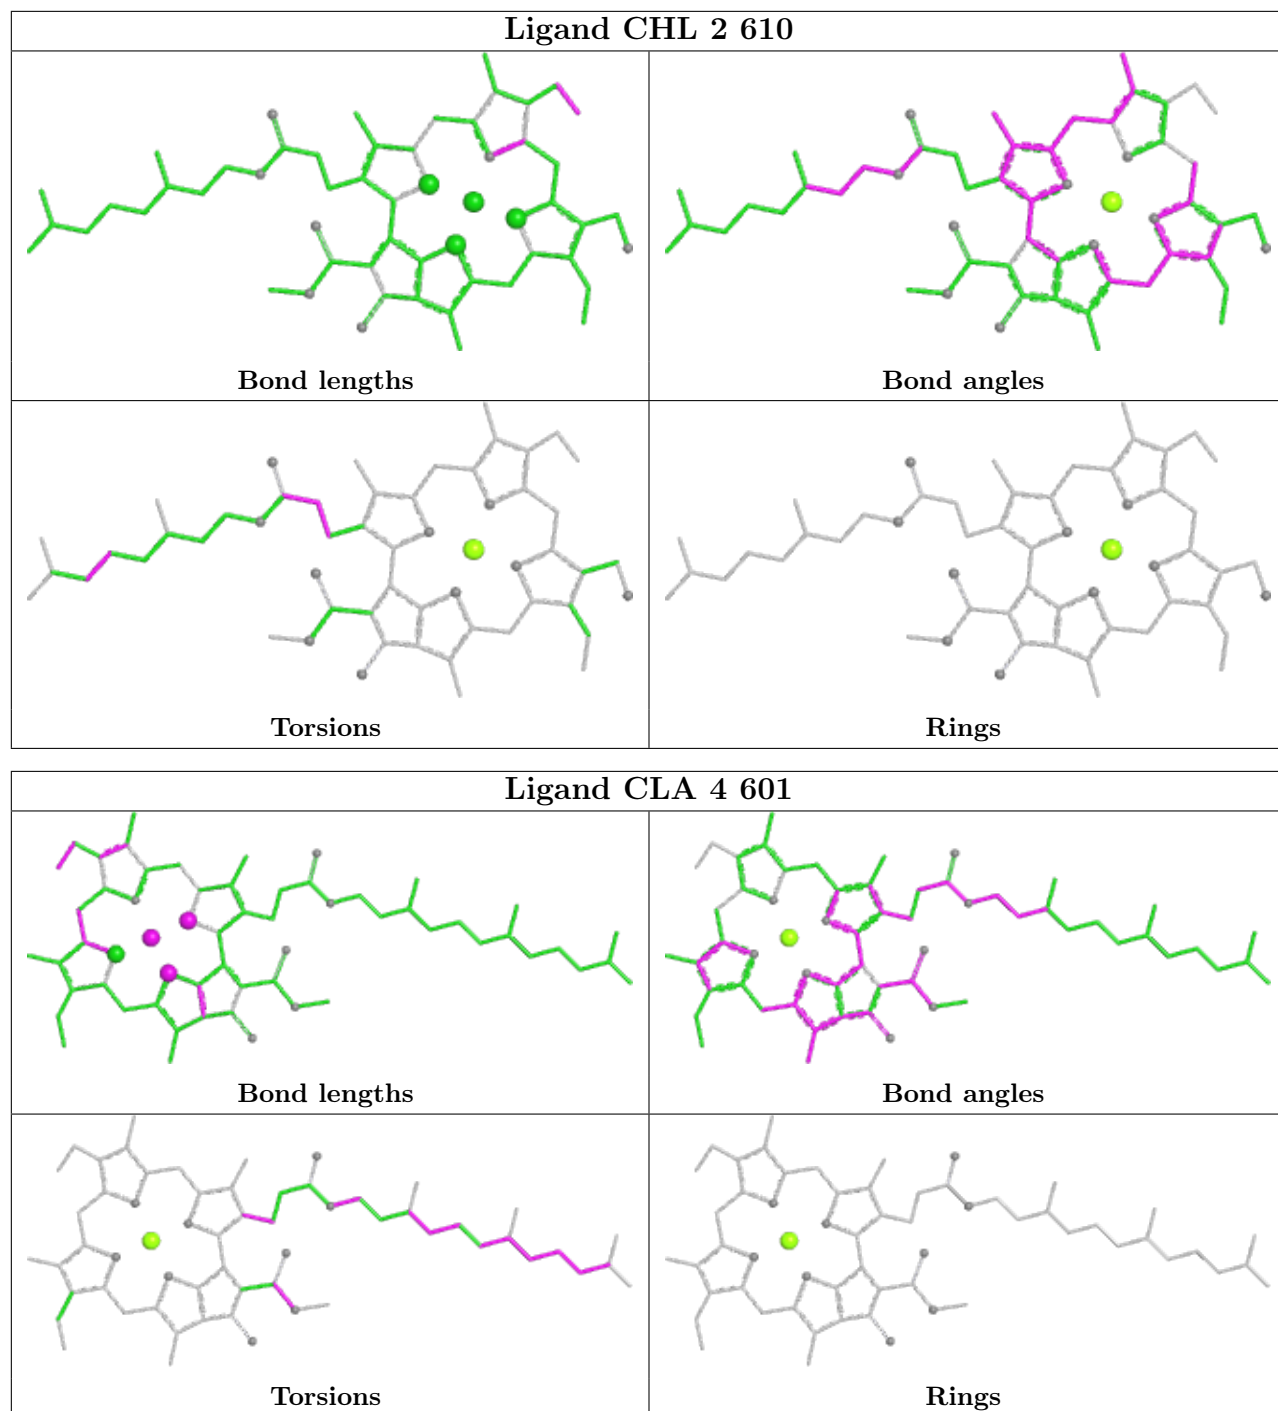 Ligand CHL 2 610
Bond lengths
Bond angles
Torsions
Rings
Ligand CLA 4 601
Bond lengths
Bond angles
Torsions
Rings